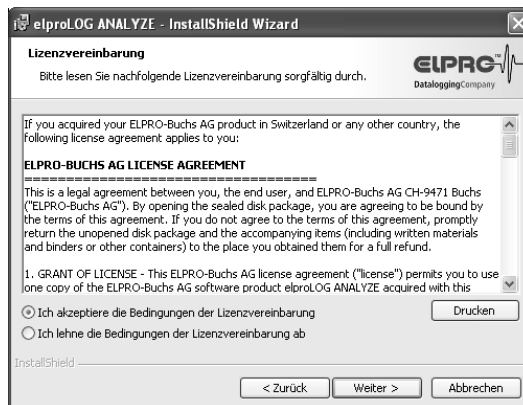 elproLOG ANALYZE - InstallShield Wizard
Lizenzvereinbarung
Bitte lesen Sie nachfolgende Lizenzvereinbarung sorgfältig durch.
ELPRO
DataloggingCompany
If you acquired your ELPRO-Buchs AG product in Switzerland or any other country, the
following license agreement applies to you:
ELPRO-BUCHS AG LICENSE AGREEMENT
=====================================
This is a legal agreement between you, the end user, and ELPRO-Buchs AG CH-9471 Buchs
("ELPRO-Buchs AG"). By opening the sealed disk package, you are agreeing to be bound by
the terms of this agreement. If you do not agree to the terms of this agreement, promptly
return the unopened disk package and the accompanying items (including written materials
and binders or other containers) to the place you obtained them for a full refund.
1. GRANT OF LICENSE - This ELPRO-Buchs AG license agreement ("license") permits you to use
one copy of the ELPRO-Buchs AG software product elproLOG ANALYZE acquired with this
Ich akzeptiere die Bedingungen der Lizenzvereinbarung
Drucken
Ich lehne die Bedingungen der Lizenzvereinbarung ab
InstallShield
< Zurück
Weiter >
Abbrechen